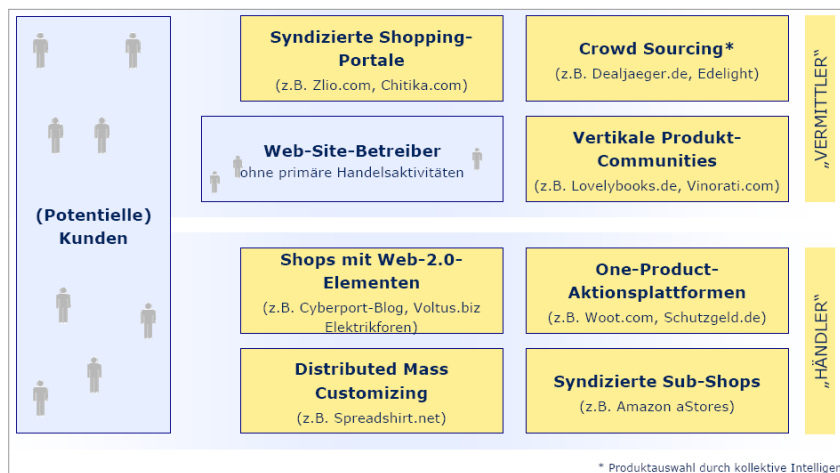 Syndizierte Shopping-
Portale
(z.B. Zlio.com, Chitika.com)
Crowd Sourcing*
(z.B. Dealjaeger.de, Edelight)
Web-Site-Betreiber
ohne primäre Handelsaktivitäten
Vertikale Produkt-
Communities
(z.B. Lovelybooks.de, Vinorati.com)
„VERMITTLER“
(Potentielle)
Kunden
Shops mit Web-2.0-
Elementen
(z.B. Cyberport-Blog, Voltus.biz
Elektrikforen)
One-Product-
Aktionsplattformen
(z.B. Woot.com, Schutzgeld.de)
Distributed Mass
Customizing
(z.B. Spreadshirt.net)
Syndizierte Sub-Shops
(z.B. Amazon aStores)
„HÄNDLER“
* Produktauswahl durch kollektive Intelligen